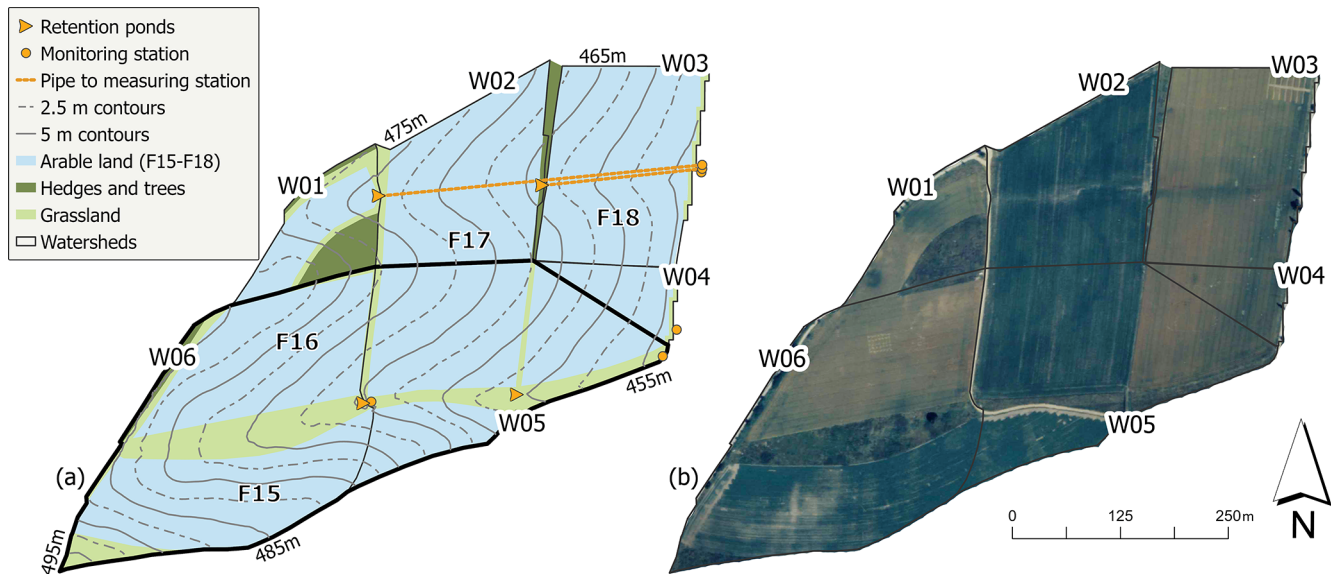 Retention ponds
Monitoring station
Pipe to measuring station
2.5 m contours
5 m contours
Arable land (F15-F18)
Hedges and trees
Grassland
Watersheds
465m
W03
W02
475m
W01
F18
F17
W04
F16
W06
455m
W05
(a)
F15
485m
495m
W03
W02
W01
W04
W06
W05
(b)
0 125 250m
N